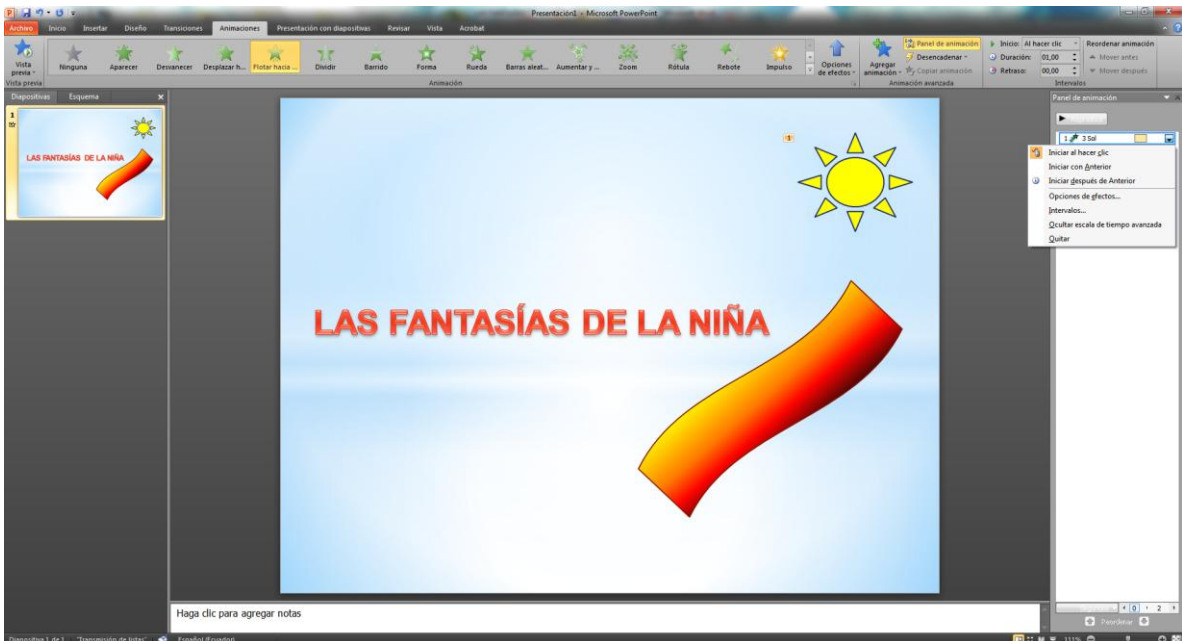 Presentación1 - Microsoft PowerPoint
Archivo Inicio Insertar Diseño Transiciones Animaciones Presentación con diapositivas Revisar Vista Acrobat
Vista previa
Ninguna Aparecer Desvanecer Desplazar h... Flotar hacia ... Dividir Barrido Forma Rueda Barras aleat... Aumentar y ... Zoom Rótula Rebote Impulso
Opciones de efectos
Agregar animación
Panel de animación
Desencadenar
Copiar animación
Inicio: Al hacer clic
Duración: 01,00
Retraso: 00,00
Reordenar animación
Mover antes
Mover después
Vista previa Animación Animación avanzada Intervalos
Diapositivas Esquema
1
LAS FANTASÍAS DE LA NIÑA
1
LAS FANTASÍAS DE LA NIÑA
Panel de animación
1 3 Sol
Iniciar al hacer clic
Iniciar con Anterior
Iniciar después de Anterior
Opciones de efectos...
Intervalos...
Ocultar escala de tiempo avanzada
Quitar
0 2
Reordenar
Haga clic para agregar notas
Diapositiva 1 de 1 "Transmisión de listas" Español (Ecuador) 111%